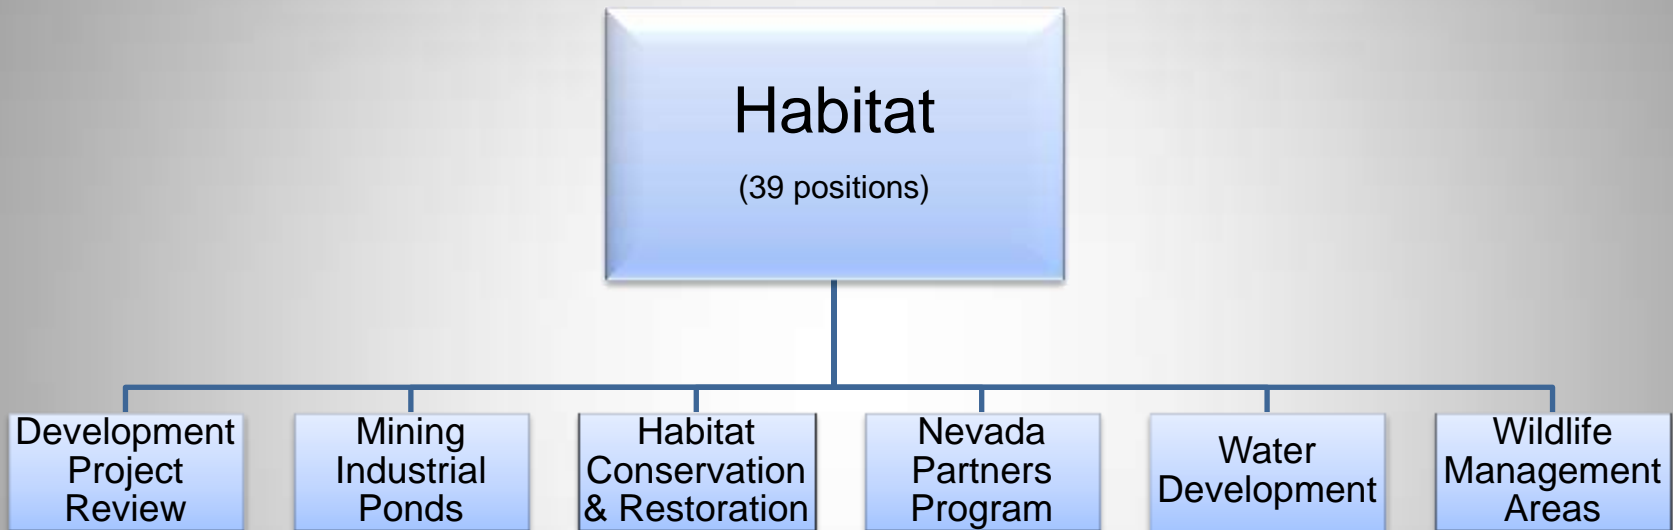 Habitat
(39 positions)
Development
Project
Review
Mining
Industrial
Ponds
Habitat
Conservation
& Restoration
Nevada
Partners
Program
Water
Development
Wildlife
Management
Areas